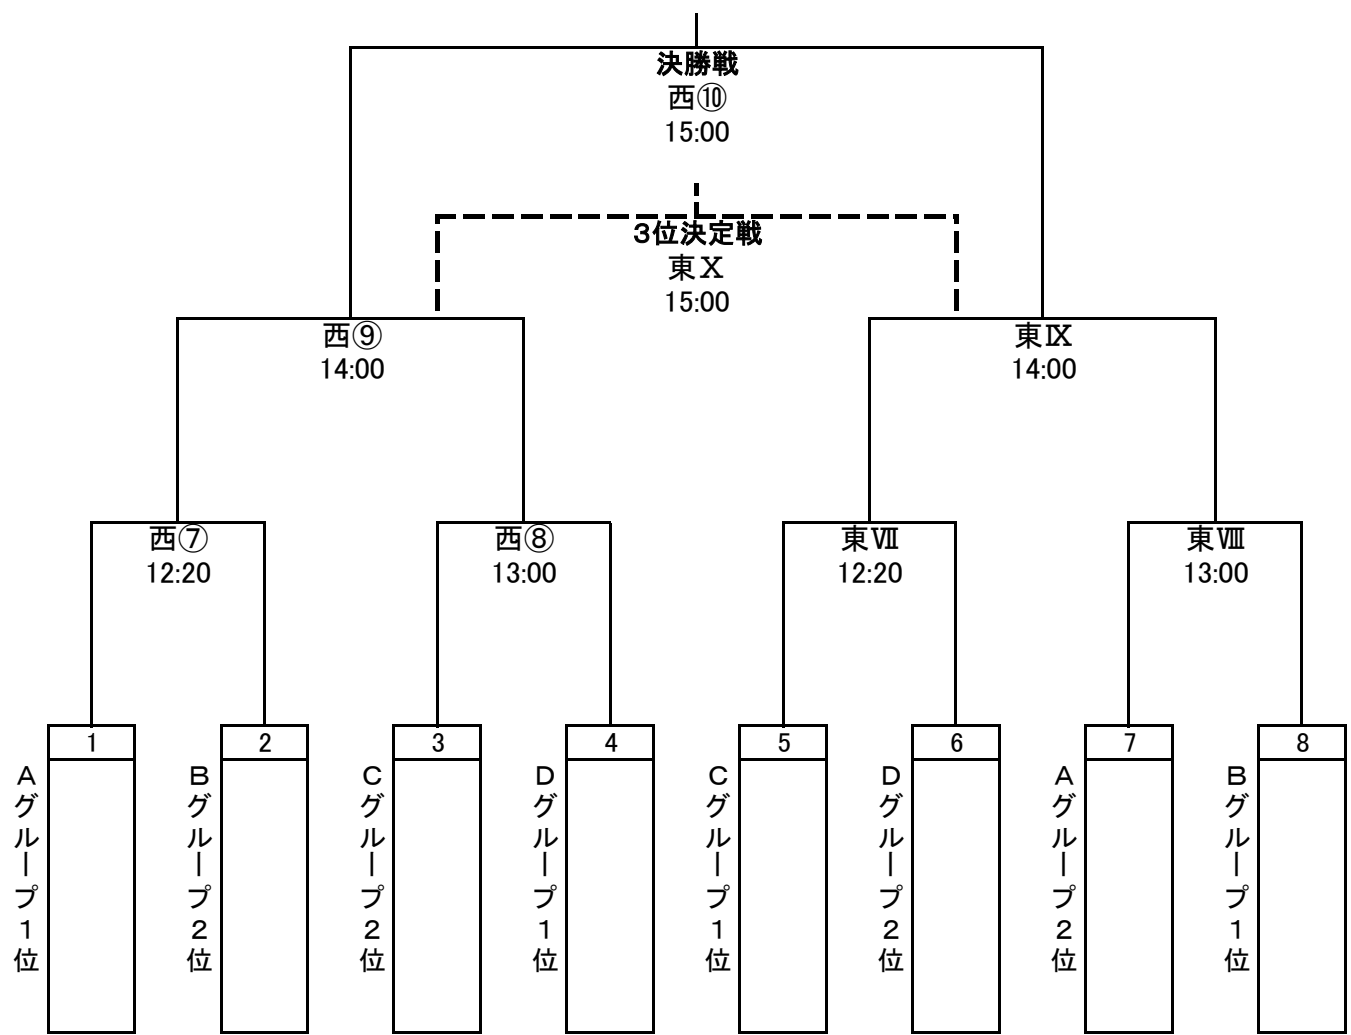 決勝戦
西⑩
15:00
3位決定戦
東Ⅹ
15:00
西⑨
14:00
東Ⅸ
14:00
西⑦
12:20
西⑧
13:00
東Ⅶ
12:20
東Ⅷ
13:00
1
2
3
4
5
6
7
8
Aグループ1位
Bグループ2位
Cグループ2位
Dグループ1位
Cグループ1位
Dグループ2位
Aグループ2位
Bグループ1位